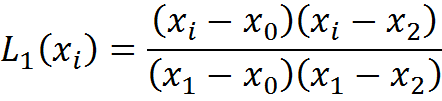 L₁(xᵢ) = (xᵢ − x₀)(xᵢ − x₂) / (x₁ − x₀)(x₁ − x₂)